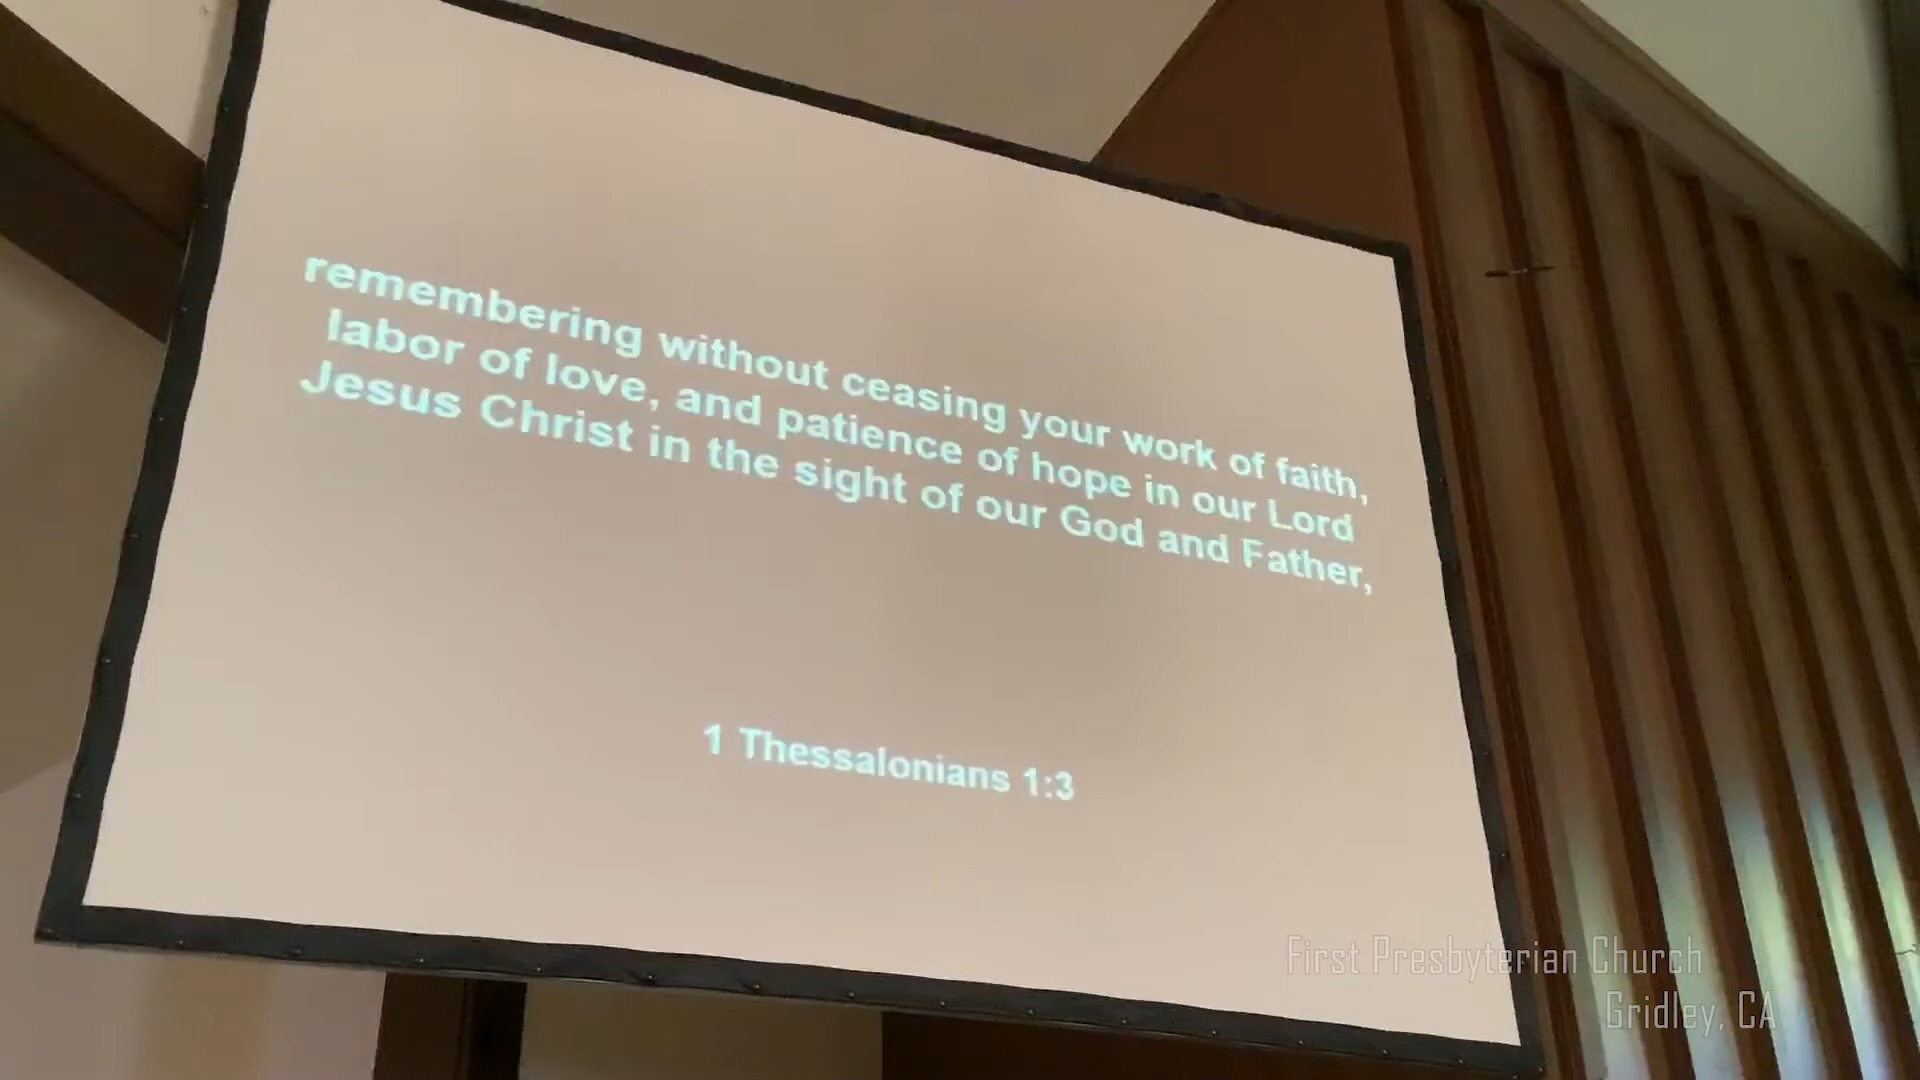 remembering without ceasing your work of faith,
labor of love, and patience of hope in our Lord
Jesus Christ in the sight of our God and Father,
1 Thessalonians 1:3
First Presbyterian Church
Gridley, CA